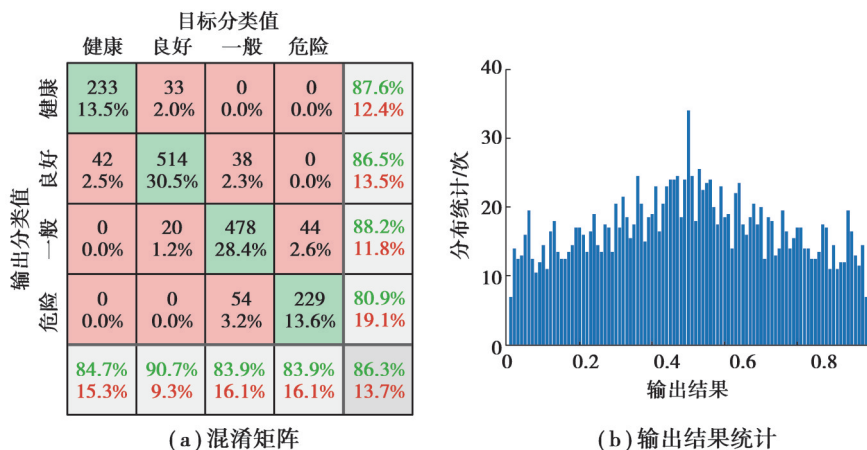 目标分类值
健康 良好 一般 危险
输出分类值
健康
良好
一般
危险
233 33 0 0 87.6%
13.5% 2.0% 0.0% 0.0% 12.4%
42 514 38 0 86.5%
2.5% 30.5% 2.3% 0.0% 13.5%
0 20 478 44 88.2%
0.0% 1.2% 28.4% 2.6% 11.8%
0 0 54 229 80.9%
0.0% 0.0% 3.2% 13.6% 19.1%
84.7% 90.7% 83.9% 83.9% 86.3%
15.3% 9.3% 16.1% 16.1% 13.7%
(a)混淆矩阵
分布统计/次
40
30
20
10
0
0 0.2 0.4 0.6 0.8
输出结果
(b)输出结果统计